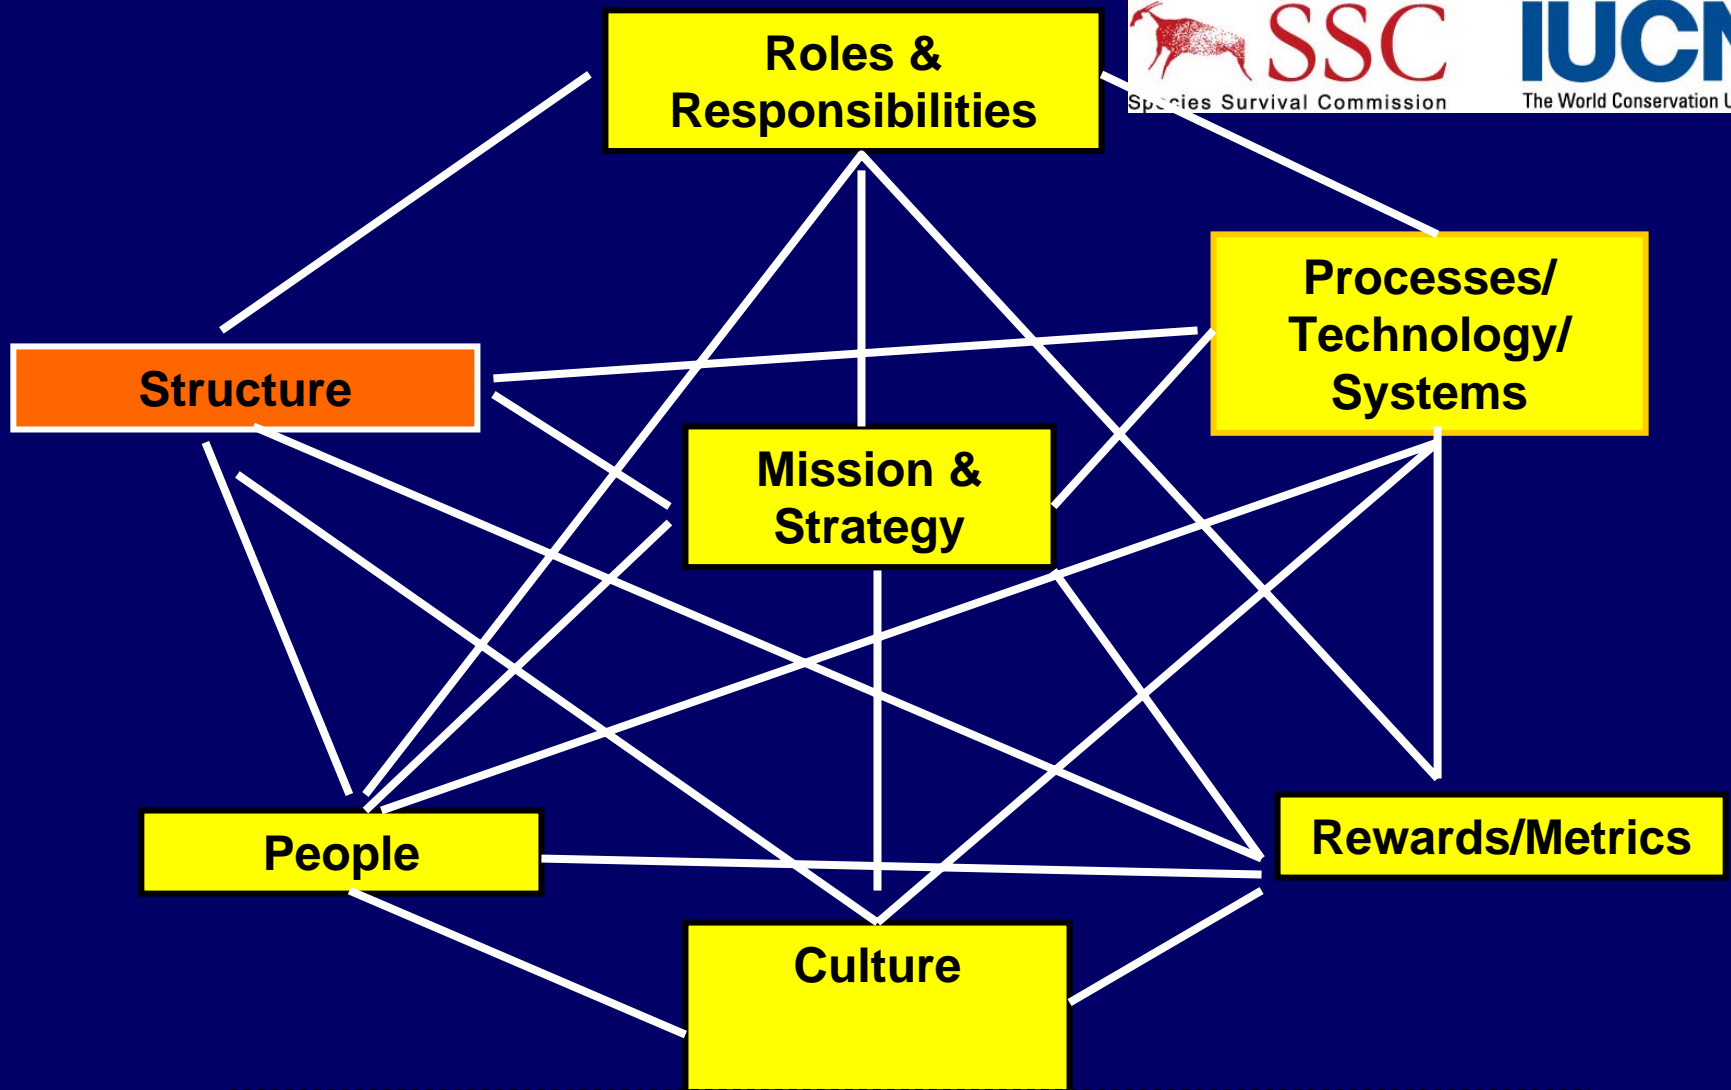 Roles &
Responsibilities
SSC
Species Survival Commission
IUCN
The World Conservation U
Processes/
Technology/
Systems
Structure
Mission &
Strategy
People
Rewards/Metrics
Culture